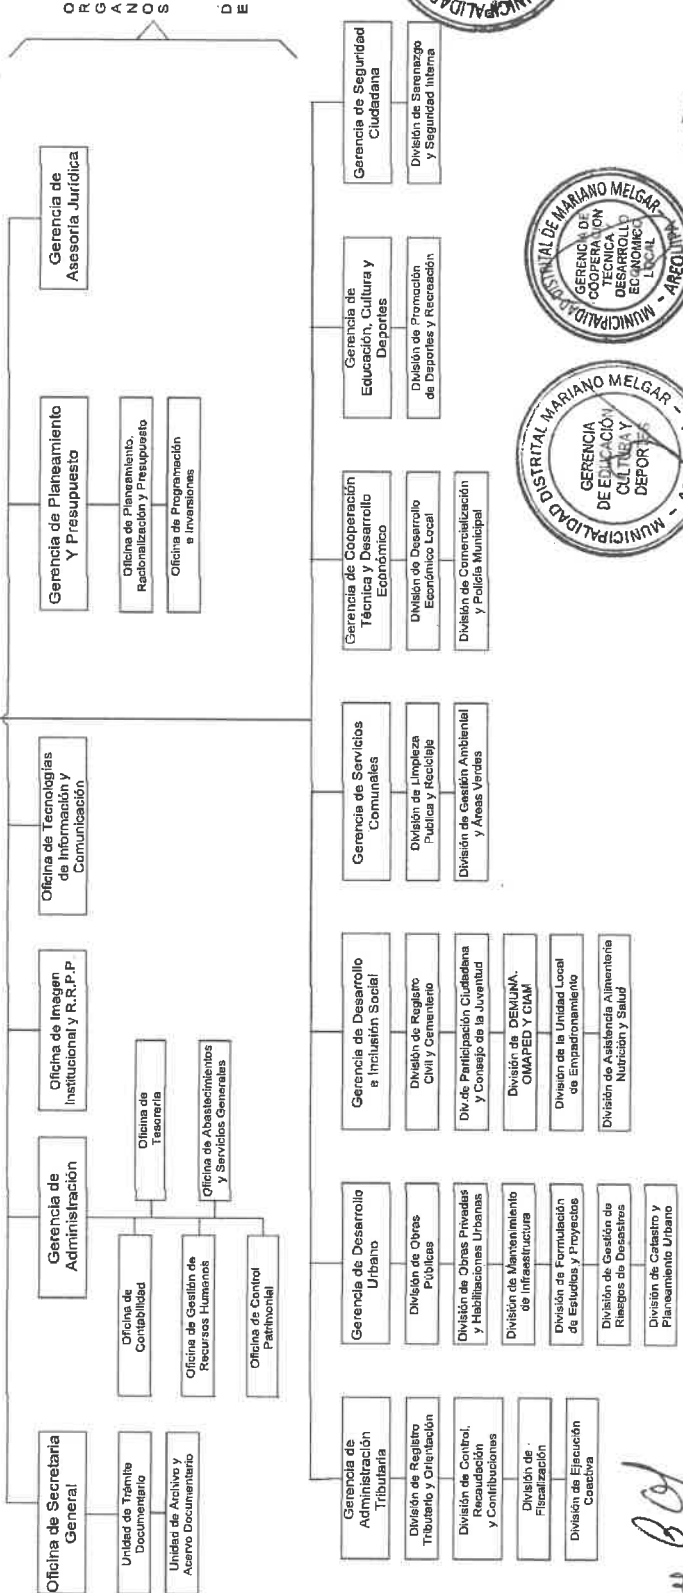 ORGANOS DE
Oficina de Secretaria
General
Unidad de Trámite
Documentario
Unidad de Archivo y
Acervo Documentario
Gerencia de
Administración
Oficina de
Contabilidad
Oficina de
Tesorería
Oficina de Gestión de
Recursos Humanos
Oficina de Abastecimientos
y Servicios Generales
Oficina de Control
Patrimonial
Oficina de Imagen
Institucional y R.R.P.P.
Oficina de Tecnologías
de Información y
Comunicación
Gerencia de Planeamiento
Y Presupuesto
Oficina de Planeamiento,
Racionalización y Presupuesto
Oficina de Programación
e Inversiones
Gerencia de
Asesoría Jurídica
Gerencia de
Administración
Tributaria
División de Registro
Tributario y Orientación
División de Control,
Recaudación
y Contribuciones
División de
Fiscalización
División de Ejecución
Coactiva
Gerencia de Desarrollo
Urbano
División de Obras
Públicas
División de Obras Privadas
y Habilitaciones Urbanas
División de Mantenimiento
de Infraestructura
División de Formulación
de Estudios y Proyectos
División de Gestión de
Riesgos de Desastres
División de Catastro y
Planeamiento Urbano
Gerencia de Desarrollo
e Inclusión Social
División de Registro
Civil y Cementerio
Div.de Participación Ciudadana
y Consejo de la Juventud
División de DEMUNA.
OMAPED Y CIAM
División de la Unidad Local
de Empadronamiento
División de Asistencia Alimentaria
Nutrición y Salud
Gerencia de Servicios
Comunales
División de Limpieza
Publica y Reciclaje
División de Gestión Ambiental
y Áreas Verdes
Gerencia de Cooperación
Técnica y Desarrollo
Económico
División de Desarrollo
Económico Local
División de Comercialización
y Policía Municipal
Gerencia de
Educación, Cultura y
Deportes
División de Promoción
de Deportes y Recreación
Gerencia de Seguridad
Ciudadana
División de Serenazgo
y Seguridad Interna
MUNICIPALIDAD DISTRITAL MARIANO MELGAR -
GERENCIA
DE EDUCACIÓN
CULTURA Y
DEPORTES
MUNICIPALIDAD DISTRITAL DE MARIANO MELGAR - AREQUIPA
GERENCIA DE
COOPERACION
TECNICA
DESARROLLO
ECONOMICO
LOCAL
MUNICIPALIDAD